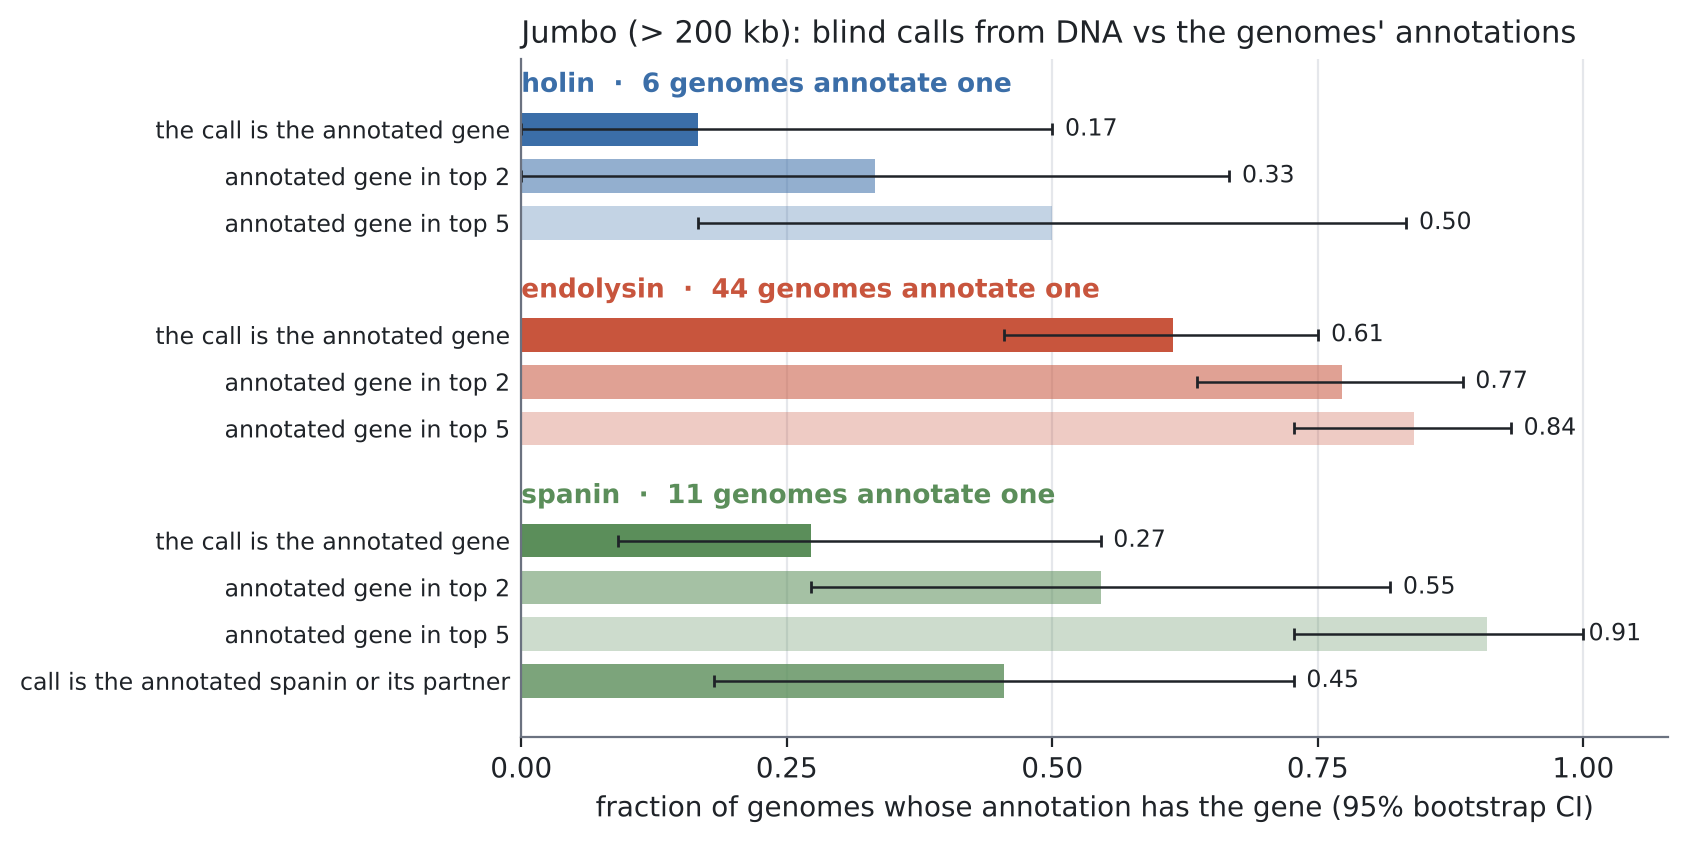 Jumbo (> 200 kb): blind calls from DNA vs the genomes' annotations
holin · 6 genomes annotate one
the call is the annotated gene 0.17
annotated gene in top 2 0.33
annotated gene in top 5 0.50
endolysin · 44 genomes annotate one
the call is the annotated gene 0.61
annotated gene in top 2 0.77
annotated gene in top 5 0.84
spanin · 11 genomes annotate one
the call is the annotated gene 0.27
annotated gene in top 2 0.55
annotated gene in top 5 0.91
call is the annotated spanin or its partner 0.45
0.00 0.25 0.50 0.75 1.00
fraction of genomes whose annotation has the gene (95% bootstrap CI)